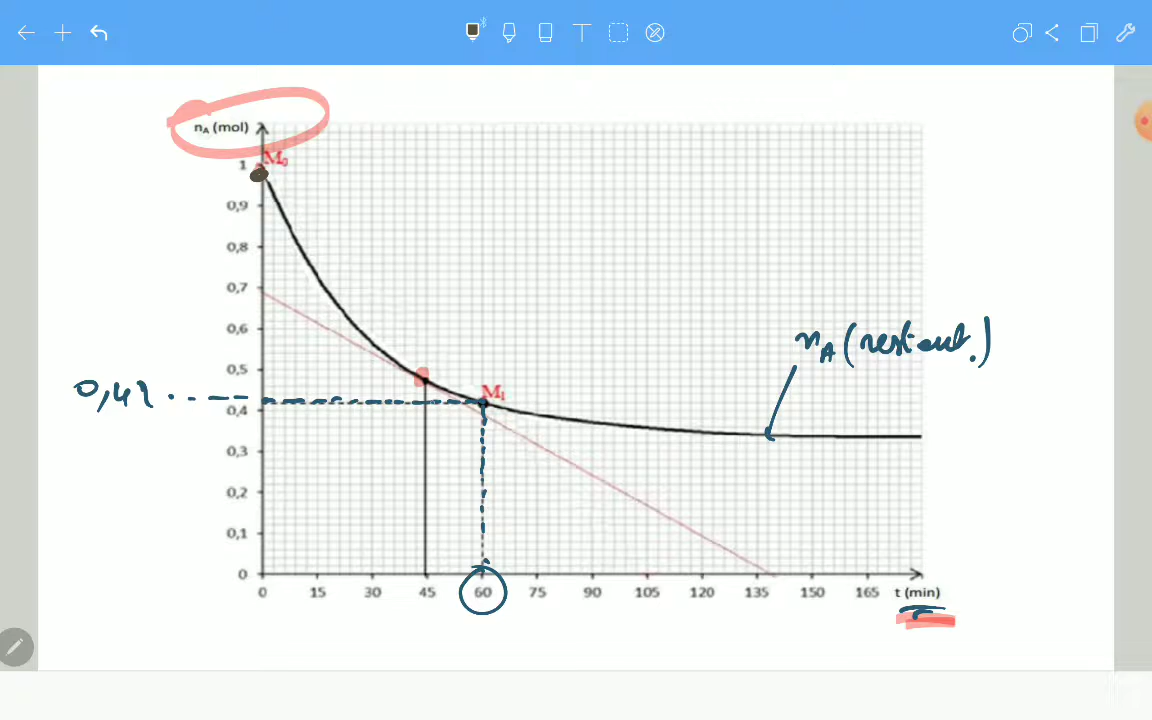 nA (mol)
M0
1
0,9
0,8
0,7
0,6
nA (restant.)
0,5
M1
0,42
0,4
0,3
0,2
0,1
0
0 15 30 45 60 75 90 105 120 135 150 165 t (min)